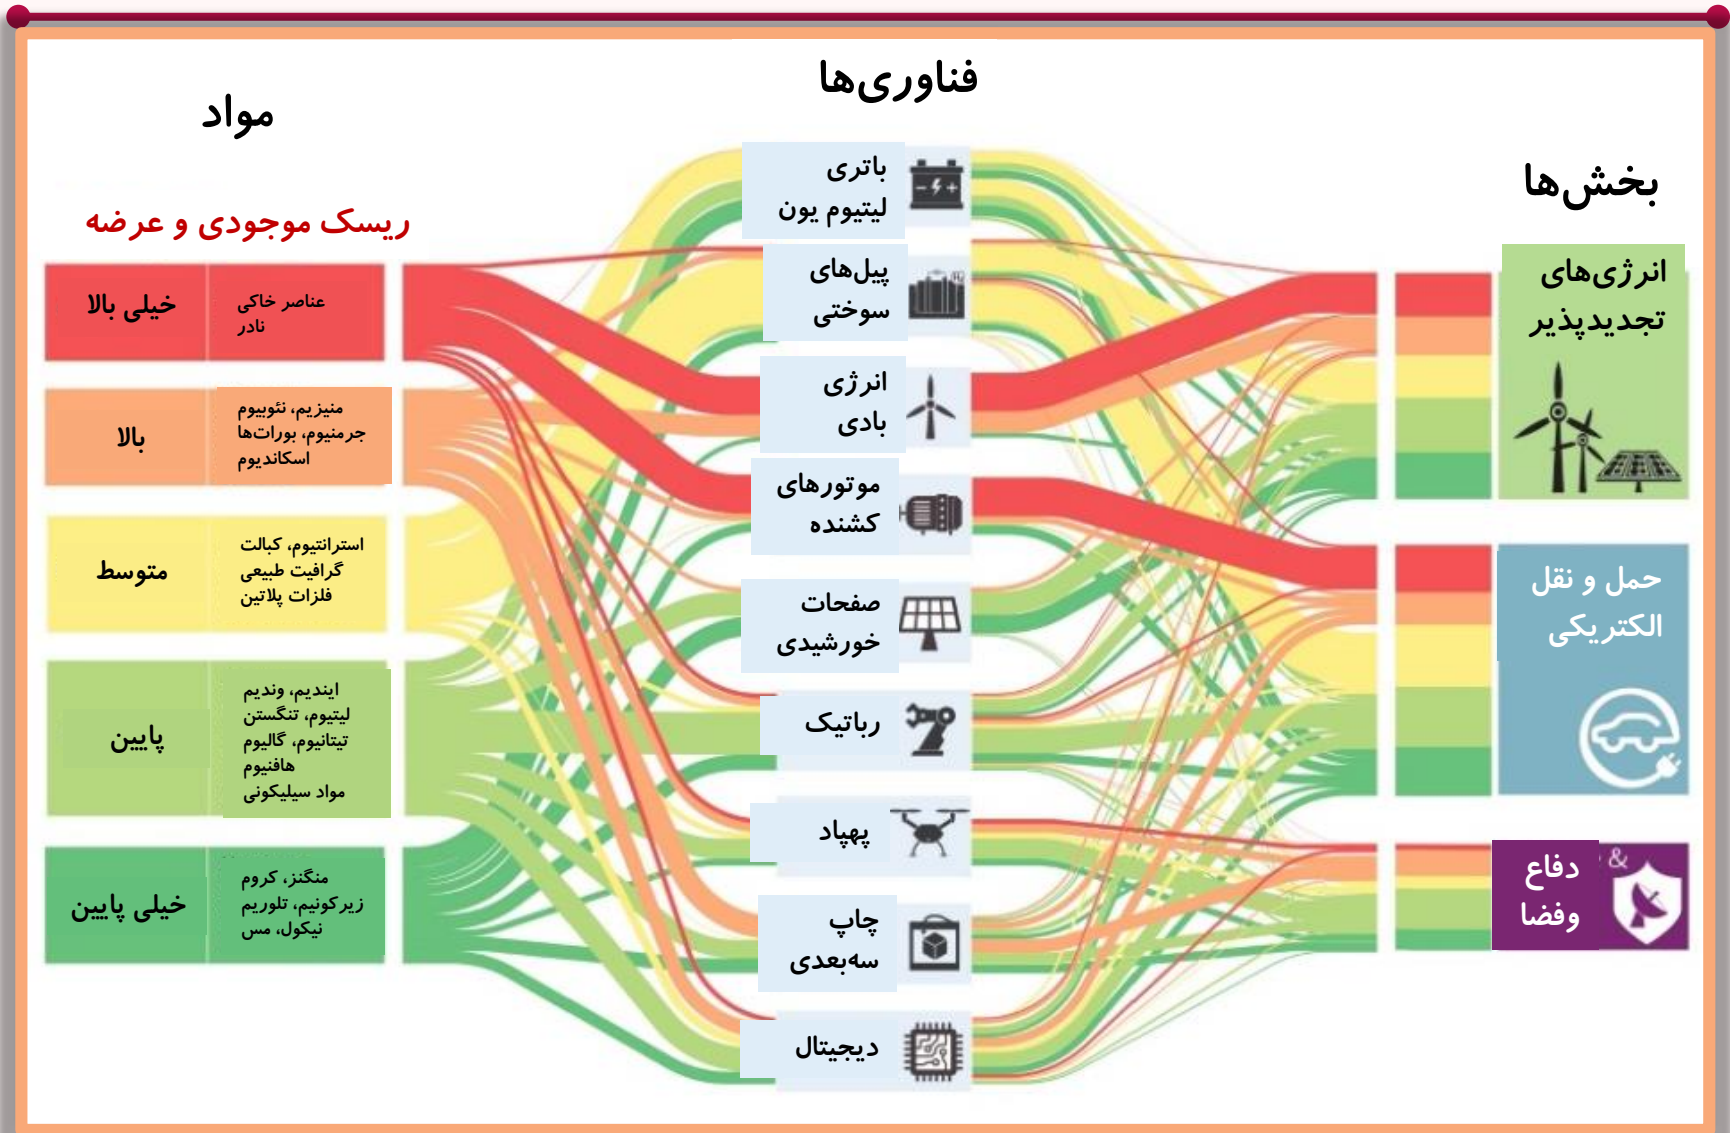 فناوری‌ها
مواد
بخش‌ها
ریسک موجودی و عرضه
خیلی بالا
عناصر خاکی
نادر
بالا
منیزیم، نئوبیوم
جرمنیوم، بورات‌ها
اسکاندیوم
متوسط
استرانتیوم، کبالت
گرافیت طبیعی
فلزات پلاتین
پایین
ایندیم، وندیم
لیتیوم، تنگستن
تیتانیوم، گالیوم
هافنیوم
مواد سیلیکونی
خیلی پایین
منگنز، کروم
زیرکونیم، تلوریم
نیکول، مس
باتری
لیتیوم یون
پیل‌های
سوختی
انرژی
بادی
موتورهای
کشنده
صفحات
خورشیدی
رباتیک
پهپاد
چاپ
سه‌بعدی
دیجیتال
انرژی‌های
تجدیدپذیر
حمل و نقل
الکتریکی
دفاع
وفضا
&